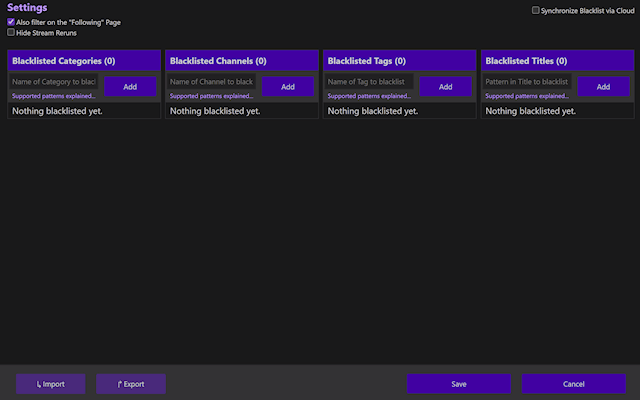 Settings
Synchronize Blacklist via Cloud
Also filter on the "Following" Page
Hide Stream Reruns
Blacklisted Categories (0)
Blacklisted Channels (0)
Blacklisted Tags (0)
Blacklisted Titles (0)
Name of Category to blacl
Add
Name of Channel to black
Add
Name of Tag to blacklist
Add
Pattern in Title to blacklist
Add
Supported patterns explained...
Supported patterns explained...
Supported patterns explained...
Supported patterns explained...
Nothing blacklisted yet.
Nothing blacklisted yet.
Nothing blacklisted yet.
Nothing blacklisted yet.
Import
Export
Save
Cancel